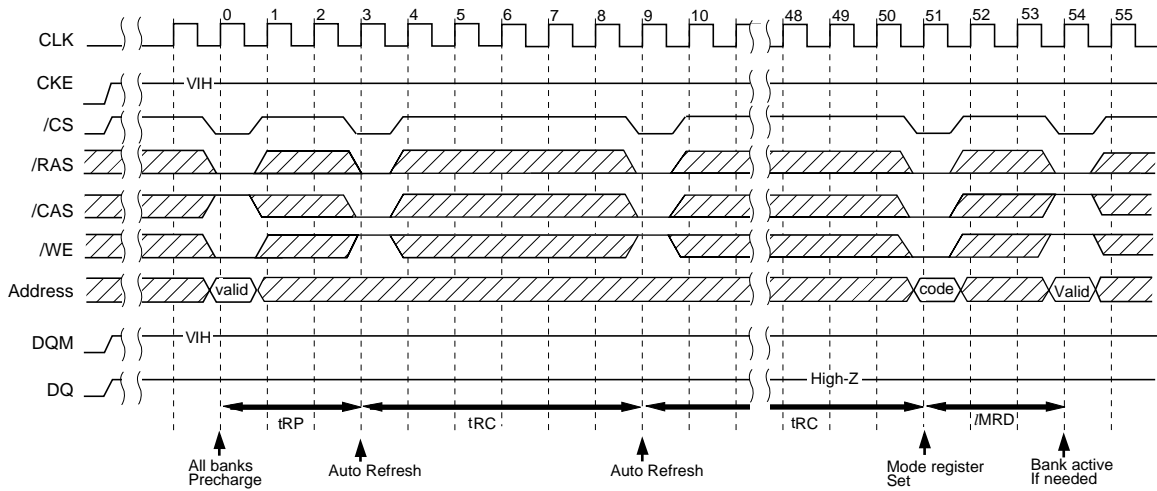 0 1 2 3 4 5 6 7 8 9 10 48 49 50 51 52 53 54 55
CLK
CKE VIH
/CS
/RAS
/CAS
/WE
Address valid code Valid
DQM VIH
DQ High-Z
tRP tRC tRC lMRD
All banks
Precharge
Auto Refresh
Auto Refresh
Mode register
Set
Bank active
If needed